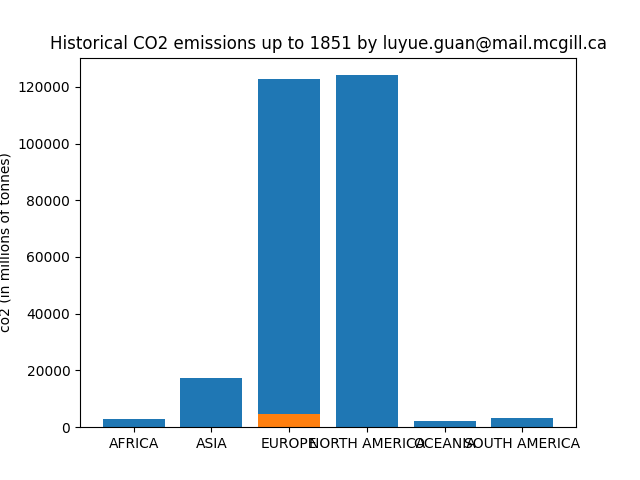 Historical CO2 emissions up to 1851 by luyue.guan@mail.mcgill.ca
co2 (in millions of tonnes)
120000
100000
80000
60000
40000
20000
0
AFRICA ASIA EUROPE NORTH AMERICA OCEANIA SOUTH AMERICA